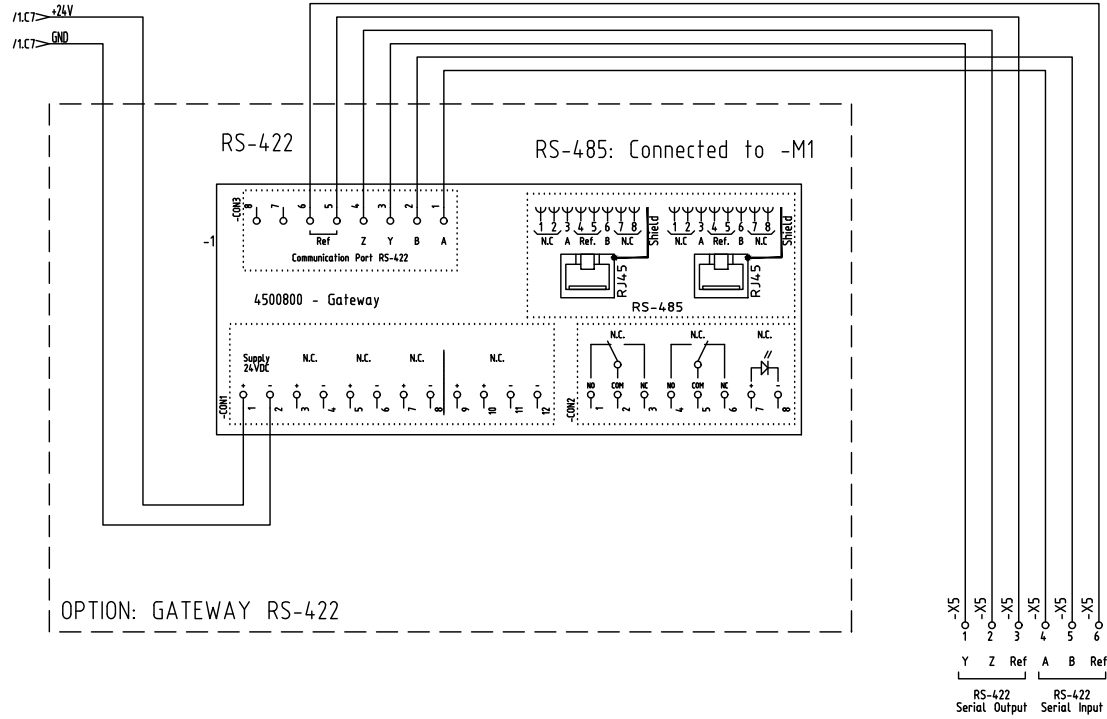 /1.C7 +24V
/1.C7 GND
RS-422
RS-485: Connected to -M1
-CON3
8 7 6 5 4 3 2 1
Ref Z Y B A
Communication Port RS-422
-1
4500800 - Gateway
1 2 3 4 5 6 7 8
N.C A Ref. B N.C
Shield
RJ45
1 2 3 4 5 6 7 8
N.C A Ref. B N.C
Shield
RJ45
RS-485
Supply
24VDC
N.C. N.C. N.C. N.C.
+ - + - + - + - + + - -
-CON1
1 2 3 4 5 6 7 8 9 10 11 12
N.C. N.C. N.C.
NO COM NC NO COM NC + -
-CON2
1 2 3 4 5 6 7 8
OPTION: GATEWAY RS-422
-X5 -X5 -X5 -X5 -X5 -X5
1 2 3 4 5 6
Y Z Ref A B Ref
RS-422
Serial Output
RS-422
Serial Input